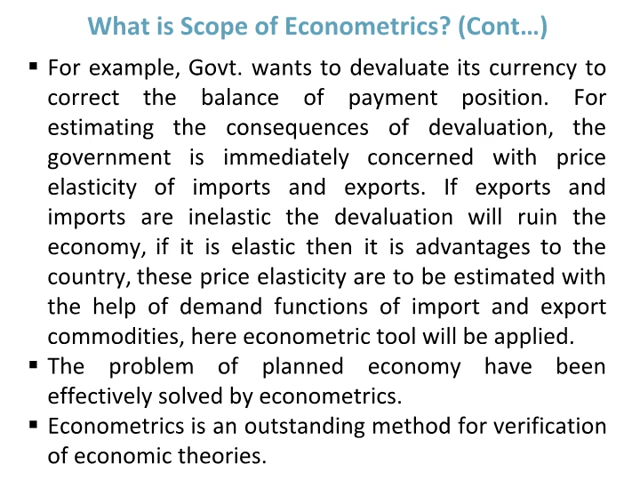 What is Scope of Econometrics? (Cont…)
▪ For example, Govt. wants to devaluate its currency to
correct the balance of payment position. For
estimating the consequences of devaluation, the
government is immediately concerned with price
elasticity of imports and exports. If exports and
imports are inelastic the devaluation will ruin the
economy, if it is elastic then it is advantages to the
country, these price elasticity are to be estimated with
the help of demand functions of import and export
commodities, here econometric tool will be applied.
▪ The problem of planned economy have been
effectively solved by econometrics.
▪ Econometrics is an outstanding method for verification
of economic theories.